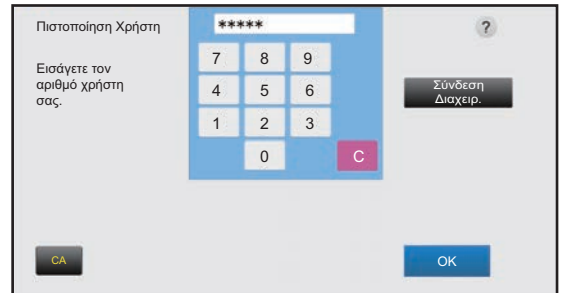 Πιστοποίηση Χρήστη
*****
?
Εισάγετε τον
αριθμό χρήστη
σας.
7 8 9
4 5 6
1 2 3
0 C
Σύνδεση
Διαχειρ.
CA
OK